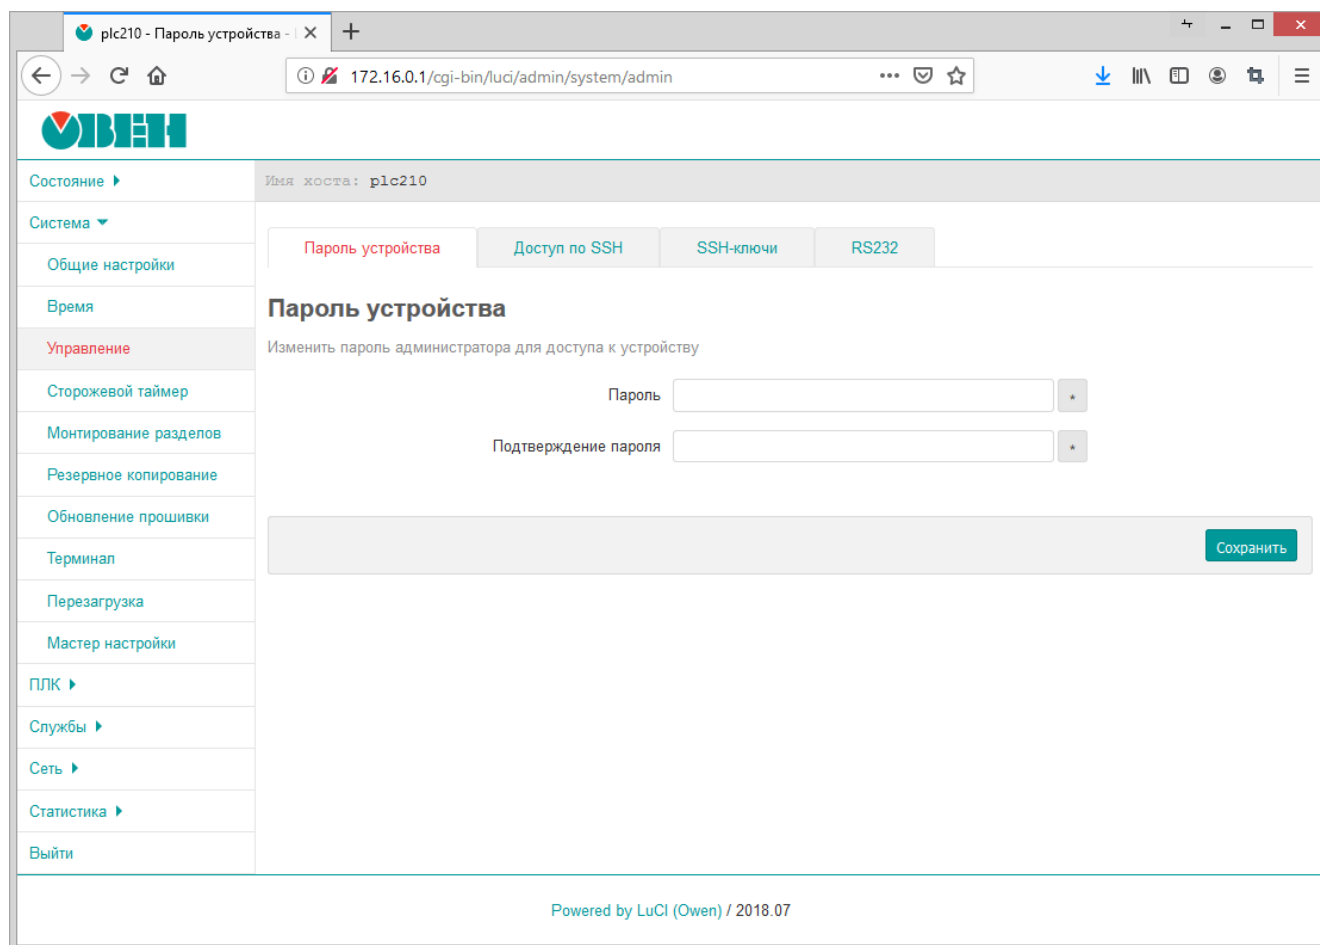 plc210 - Пароль устройства -
172.16.0.1/cgi-bin/luci/admin/system/admin
ОВЕН
Состояние
Имя хоста: plc210
Система
Общие настройки
Время
Управление
Сторожевой таймер
Монтирование разделов
Резервное копирование
Обновление прошивки
Терминал
Перезагрузка
Мастер настройки
ПЛК
Службы
Сеть
Статистика
Выйти
Пароль устройства
Доступ по SSH
SSH-ключи
RS232
Пароль устройства
Изменить пароль администратора для доступа к устройству
Пароль
*
Подтверждение пароля
*
Сохранить
Powered by LuCI (Owen) / 2018.07